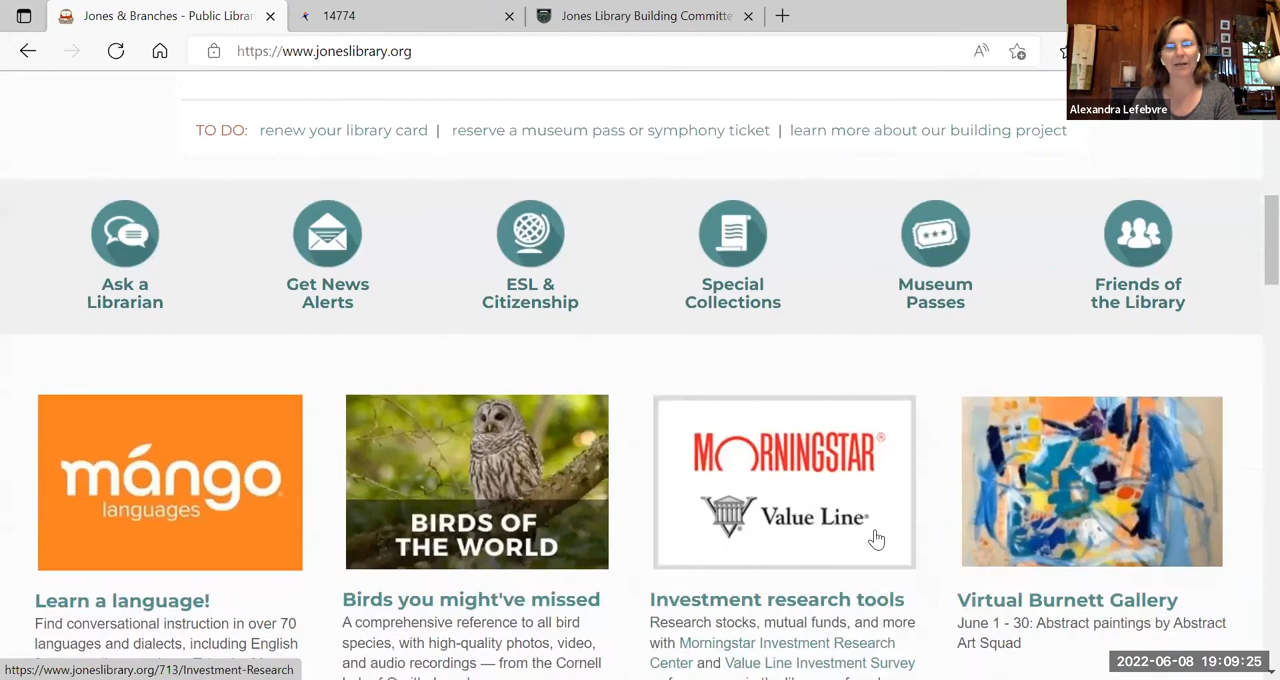 Jones & Branches - Public Librar
14774
Jones Library Building Committe
https://www.joneslibrary.org
Alexandra Lefebvre
TO DO: renew your library card | reserve a museum pass or symphony ticket | learn more about our building project
Ask a
Librarian
Get News
Alerts
ESL &
Citizenship
Special
Collections
Museum
Passes
Friends of
the Library
mango
languages
BIRDS OF
THE WORLD
MORNINGSTAR®
Value Line®
Learn a language!
Find conversational instruction in over 70
languages and dialects, including English
Birds you might've missed
A comprehensive reference to all bird
species, with high-quality photos, video,
and audio recordings — from the Cornell
Investment research tools
Research stocks, mutual funds, and more
with Morningstar Investment Research
Center and Value Line Investment Survey
Virtual Burnett Gallery
June 1 - 30: Abstract paintings by Abstract
Art Squad
https://www.joneslibrary.org/713/Investment-Research
2022-06-08 19:09:25